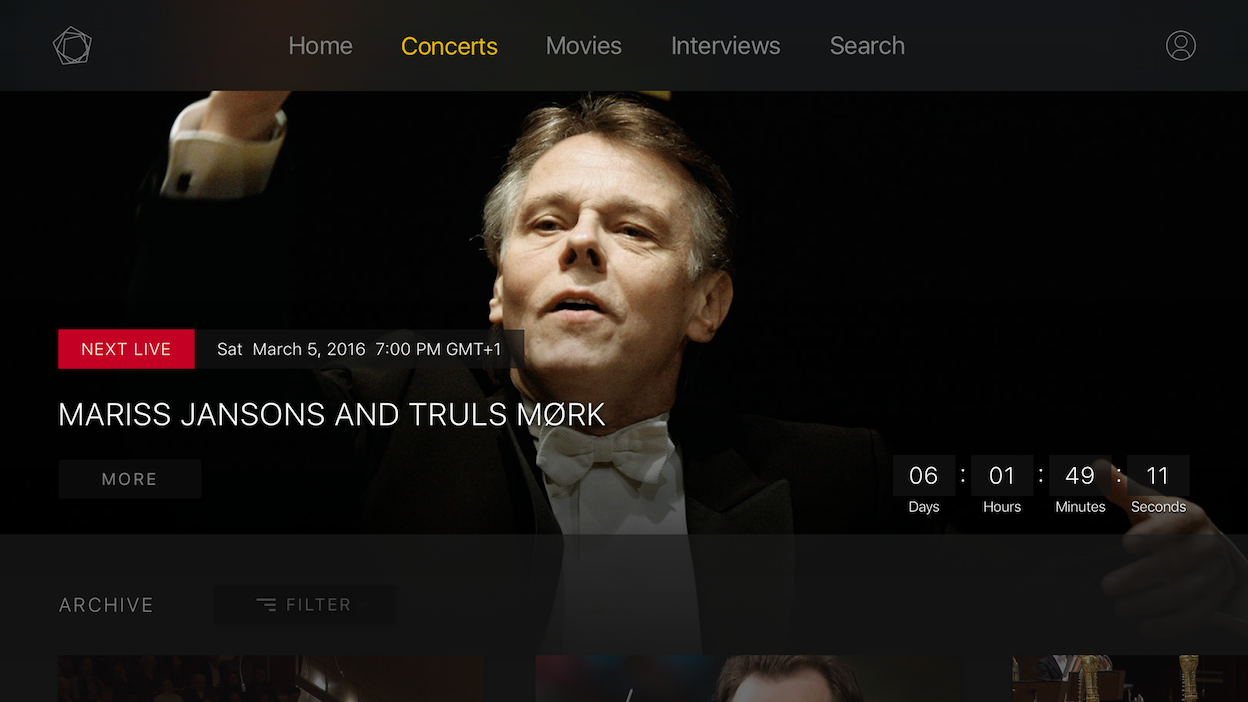 Home Concerts Movies Interviews Search
NEXT LIVE Sat March 5, 2016 7:00 PM GMT+1
MARISS JANSONS AND TRULS MØRK
MORE
06 : 01 : 49 : 11
Days Hours Minutes Seconds
ARCHIVE FILTER